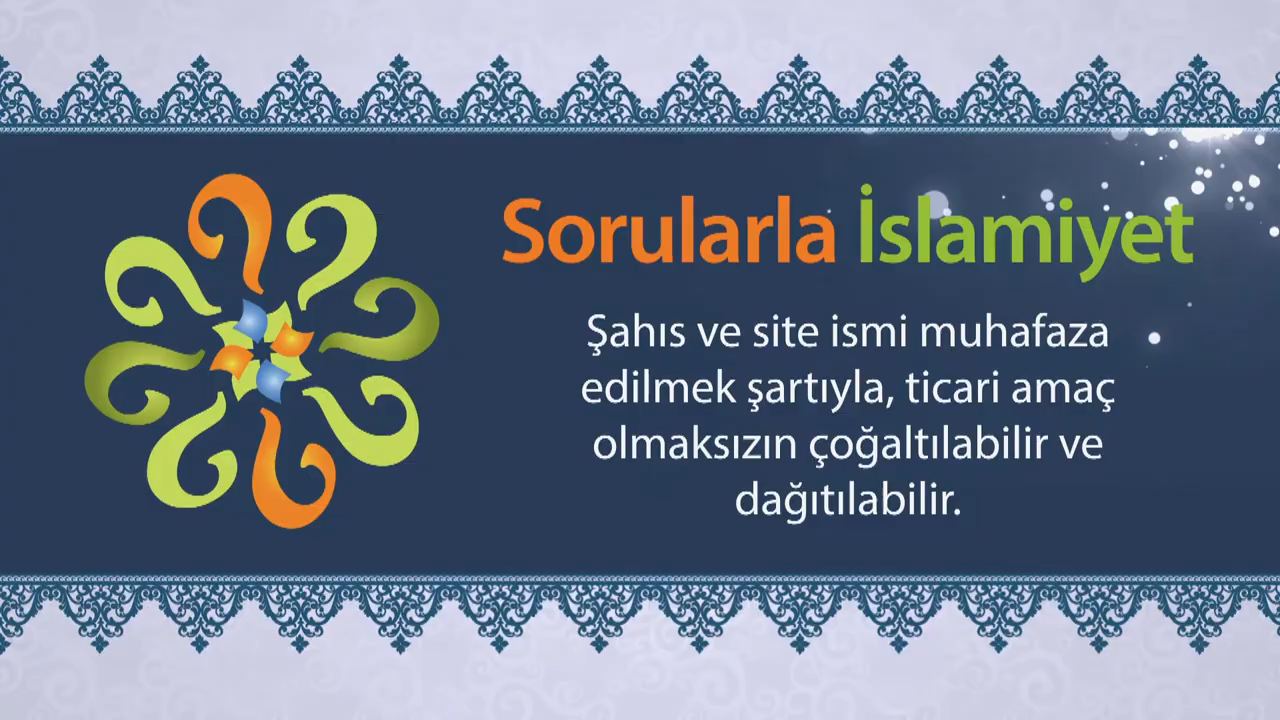 Sorularla İslamiyet
Şahıs ve site ismi muhafaza
edilmek şartıyla, ticari amaç
olmaksızın çoğaltılabilir ve
dağıtılabilir.